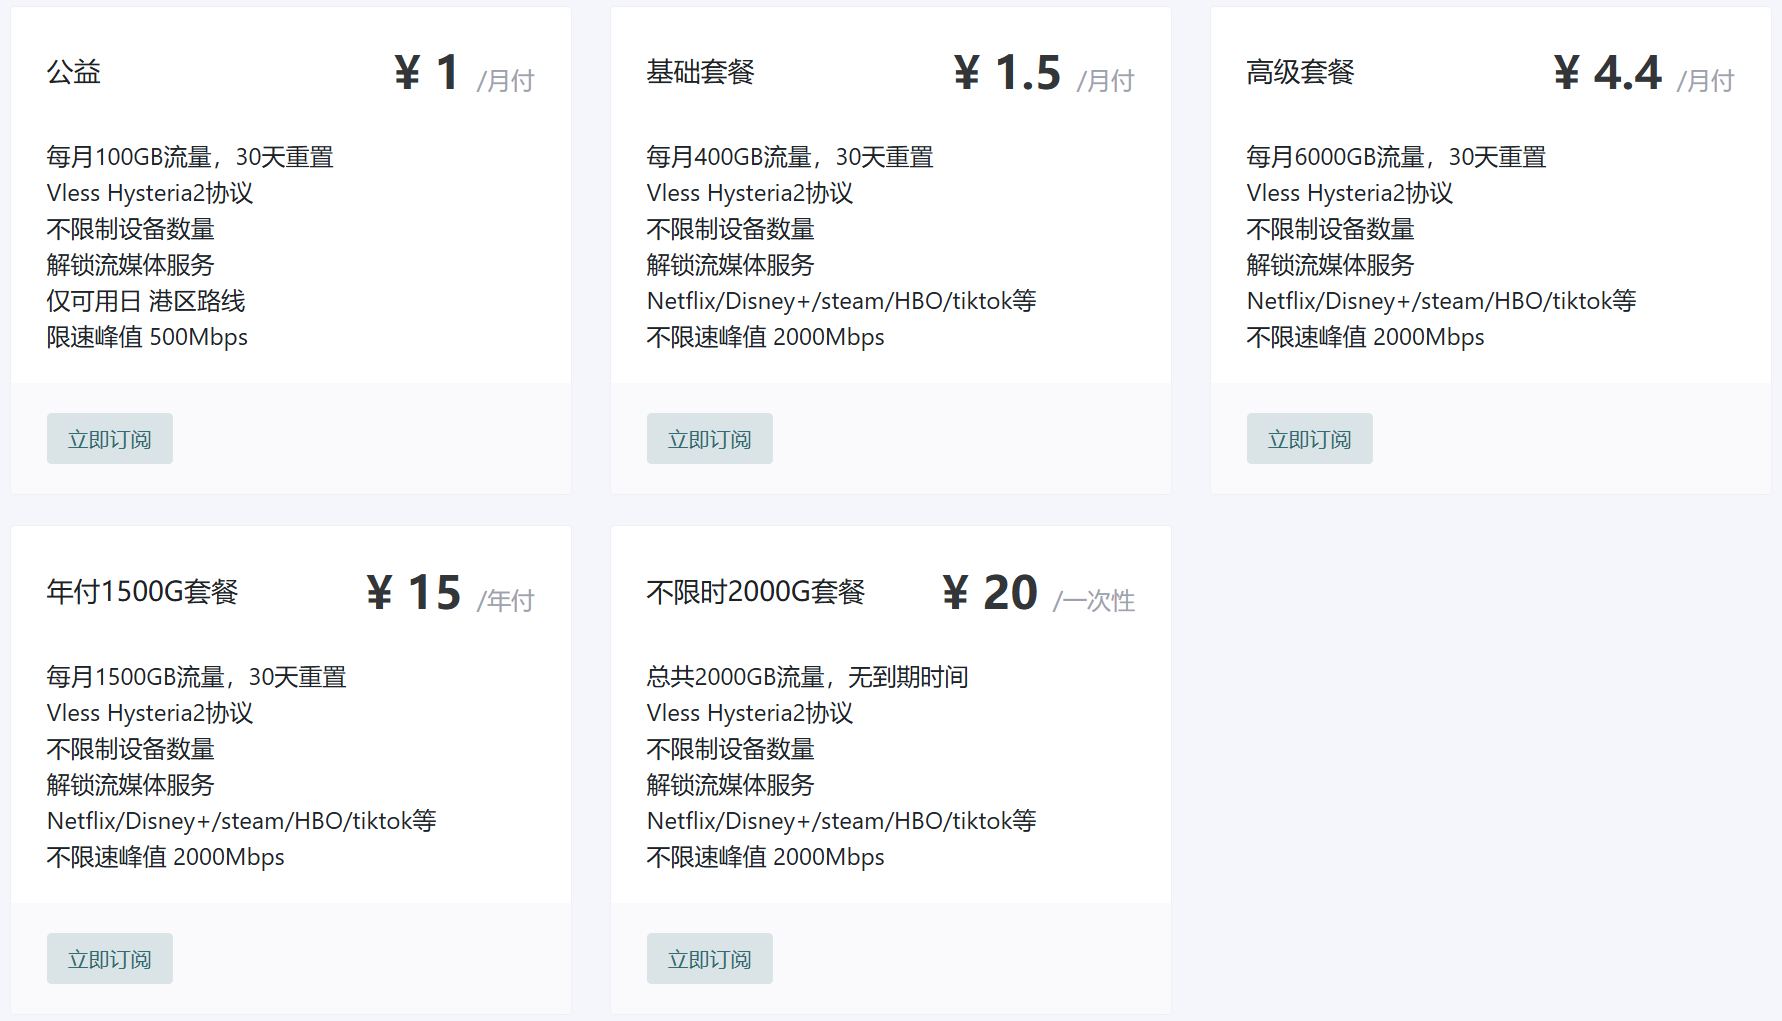 公益
¥ 1 /月付
每月100GB流量，30天重置
Vless Hysteria2协议
不限制设备数量
解锁流媒体服务
仅可用日 港区路线
限速峰值 500Mbps
立即订阅
基础套餐
¥ 1.5 /月付
每月400GB流量，30天重置
Vless Hysteria2协议
不限制设备数量
解锁流媒体服务
Netflix/Disney+/steam/HBO/tiktok等
不限速峰值 2000Mbps
立即订阅
高级套餐
¥ 4.4 /月付
每月6000GB流量，30天重置
Vless Hysteria2协议
不限制设备数量
解锁流媒体服务
Netflix/Disney+/steam/HBO/tiktok等
不限速峰值 2000Mbps
立即订阅
年付1500G套餐
¥ 15 /年付
每月1500GB流量，30天重置
Vless Hysteria2协议
不限制设备数量
解锁流媒体服务
Netflix/Disney+/steam/HBO/tiktok等
不限速峰值 2000Mbps
立即订阅
不限时2000G套餐
¥ 20 /一次性
总共2000GB流量，无到期时间
Vless Hysteria2协议
不限制设备数量
解锁流媒体服务
Netflix/Disney+/steam/HBO/tiktok等
不限速峰值 2000Mbps
立即订阅